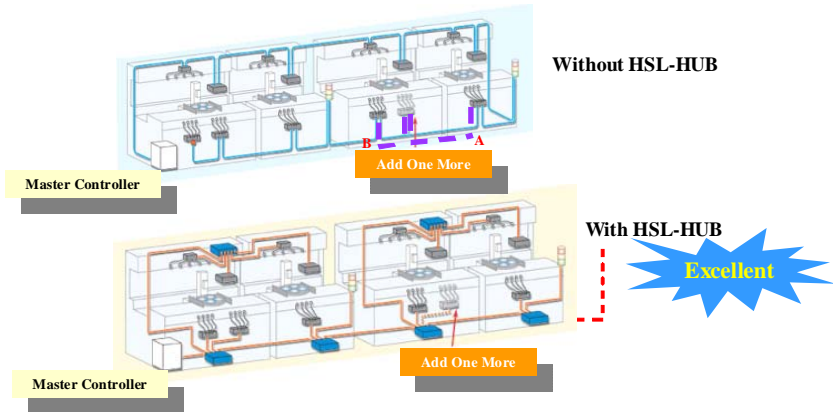 Without HSL-HUB
B
A
Add One More
Master Controller
With HSL-HUB
Excellent
Add One More
Master Controller